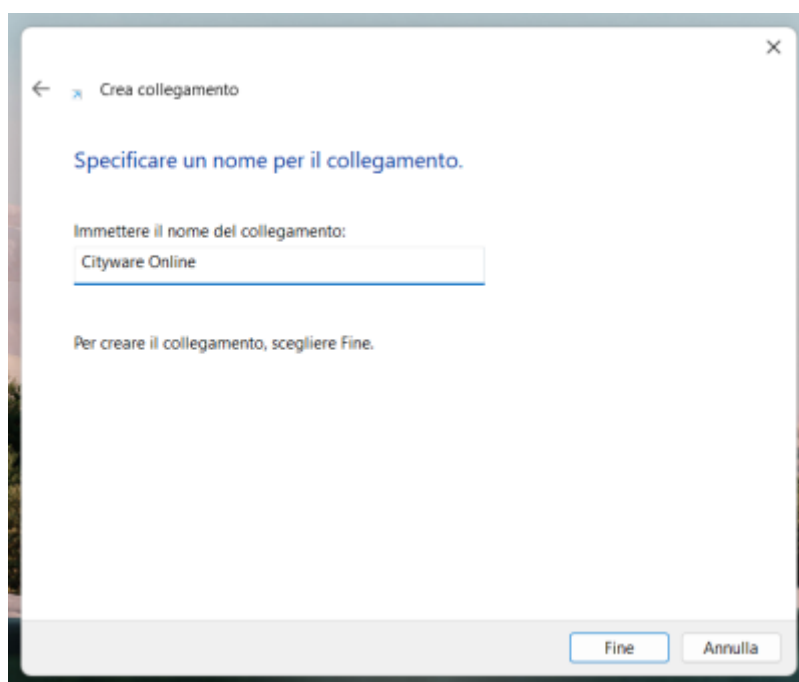 Crea collegamento
Specificare un nome per il collegamento.
Immettere il nome del collegamento:
Cityware Online
Per creare il collegamento, scegliere Fine.
Fine
Annulla